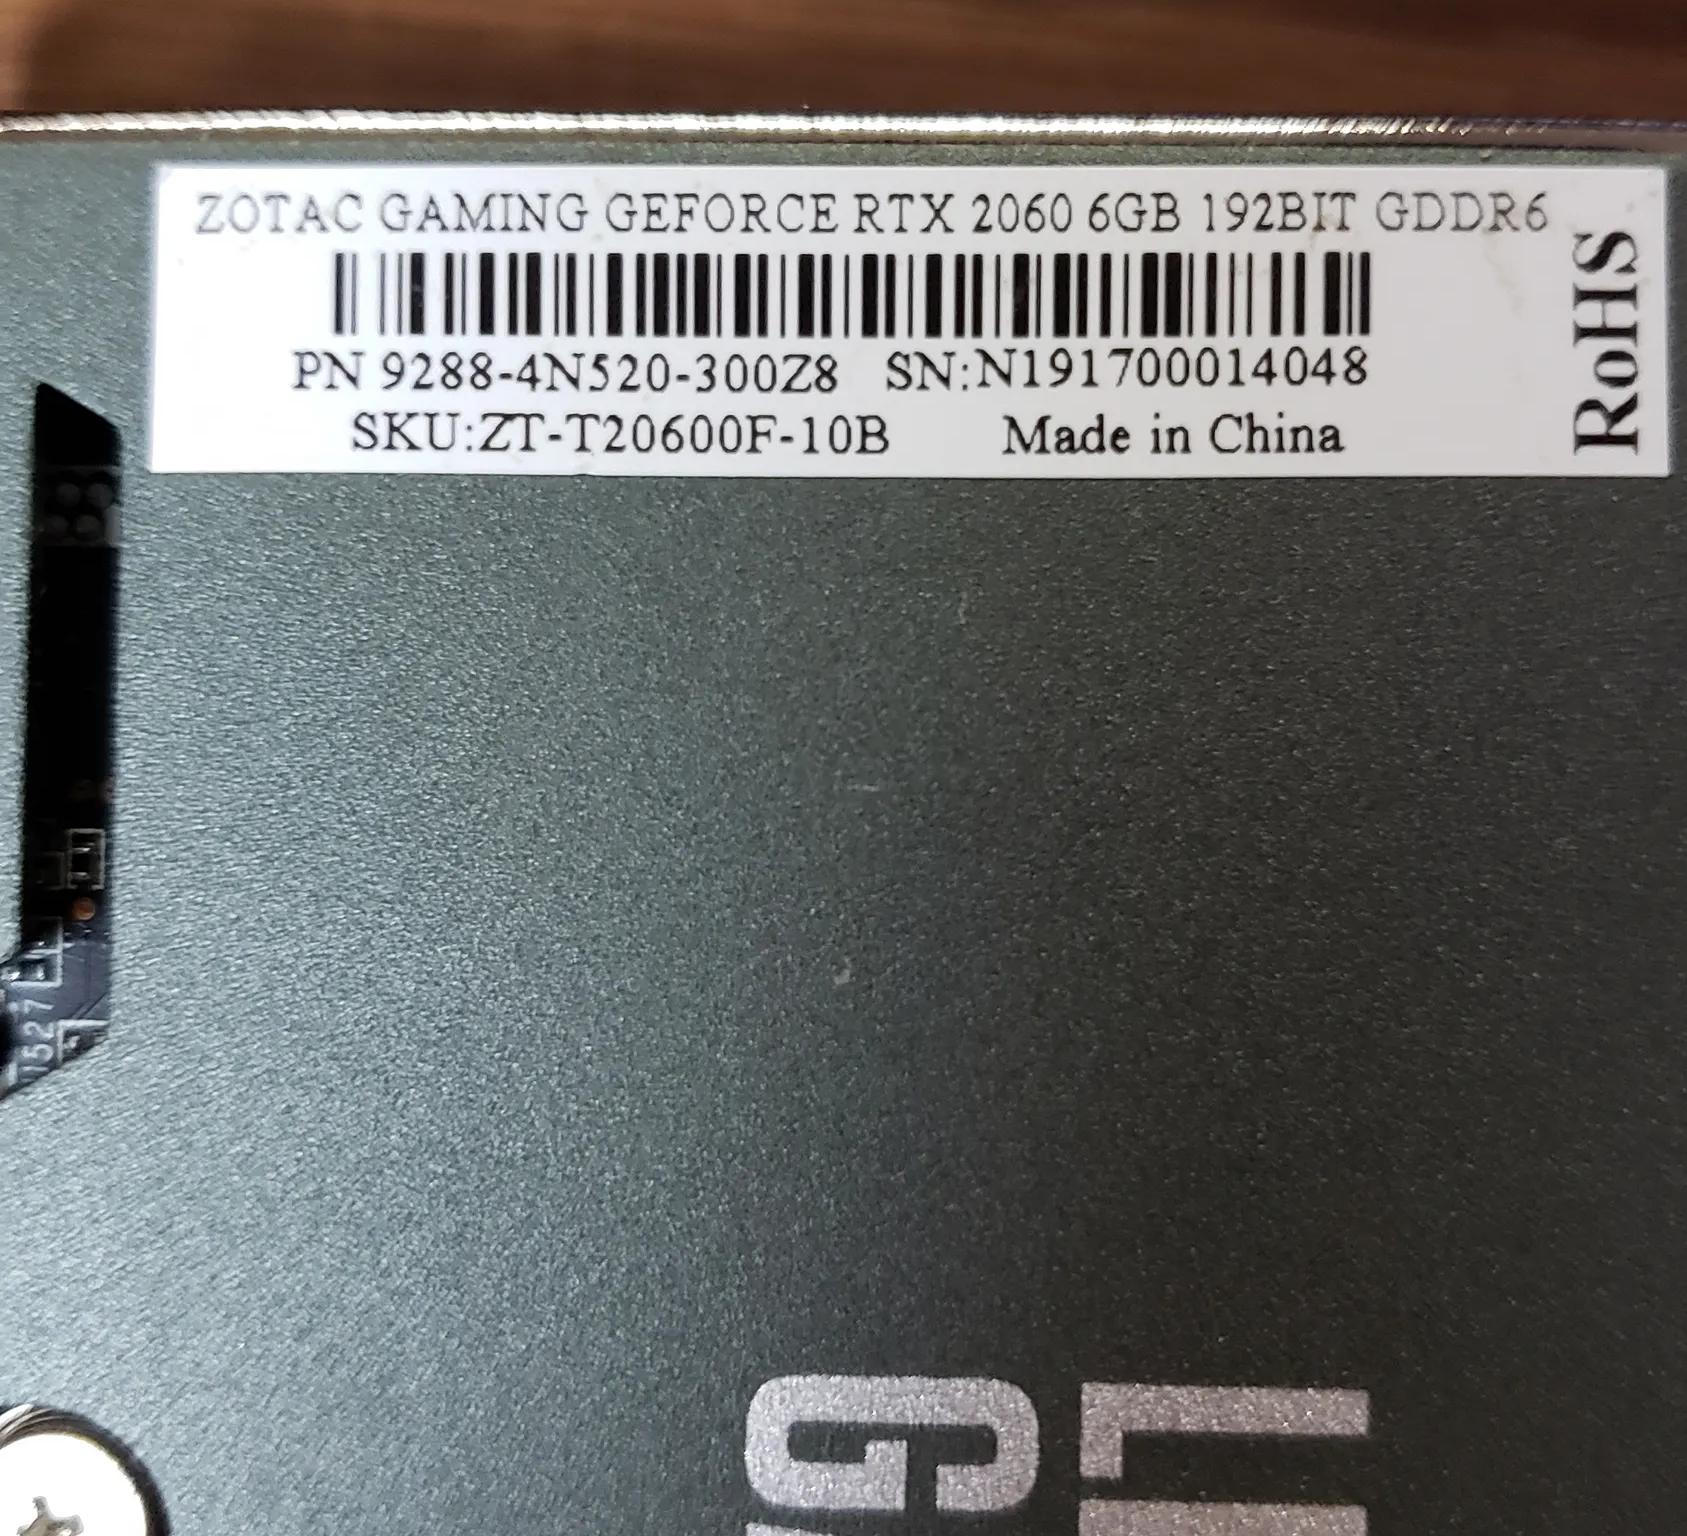 ZOTAC GAMING GEFORCE RTX 2060 6GB 192BIT GDDR6
PN 9288-4N520-300Z8 SN:N191700014048
SKU:ZT-T20600F-10B Made in China
RoHS